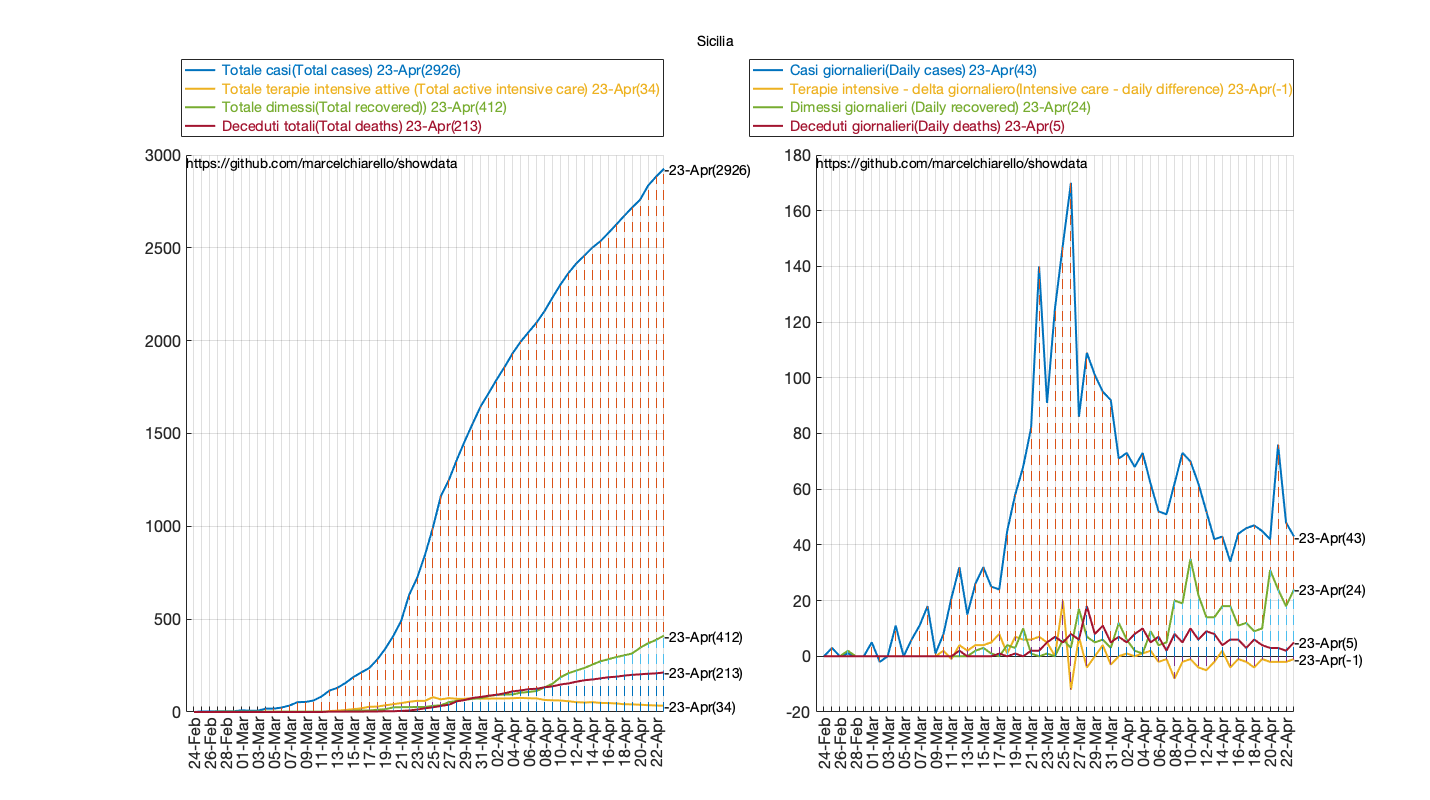 Sicilia
Totale casi(Total cases) 23-Apr(2926)
Totale terapie intensive attive (Total active intensive care) 23-Apr(34)
Totale dimessi(Total recovered)) 23-Apr(412)
Deceduti totali(Total deaths) 23-Apr(213)
https://github.com/marcelchiarello/showdata
3000
2500
2000
1500
1000
500
0
23-Apr(2926)
23-Apr(412)
23-Apr(213)
23-Apr(34)
24-Feb
26-Feb
28-Feb
01-Mar
03-Mar
05-Mar
07-Mar
09-Mar
11-Mar
13-Mar
15-Mar
17-Mar
19-Mar
21-Mar
23-Mar
25-Mar
27-Mar
29-Mar
31-Mar
02-Apr
04-Apr
06-Apr
08-Apr
10-Apr
12-Apr
14-Apr
16-Apr
18-Apr
20-Apr
22-Apr
Casi giornalieri(Daily cases) 23-Apr(43)
Terapie intensive - delta giornaliero(Intensive care - daily difference) 23-Apr(-1)
Dimessi giornalieri (Daily recovered) 23-Apr(24)
Deceduti giornalieri(Daily deaths) 23-Apr(5)
https://github.com/marcelchiarello/showdata
180
160
140
120
100
80
60
40
20
0
-20
23-Apr(43)
23-Apr(24)
23-Apr(5)
23-Apr(-1)
24-Feb
26-Feb
28-Feb
01-Mar
03-Mar
05-Mar
07-Mar
09-Mar
11-Mar
13-Mar
15-Mar
17-Mar
19-Mar
21-Mar
23-Mar
25-Mar
27-Mar
29-Mar
31-Mar
02-Apr
04-Apr
06-Apr
08-Apr
10-Apr
12-Apr
14-Apr
16-Apr
18-Apr
20-Apr
22-Apr